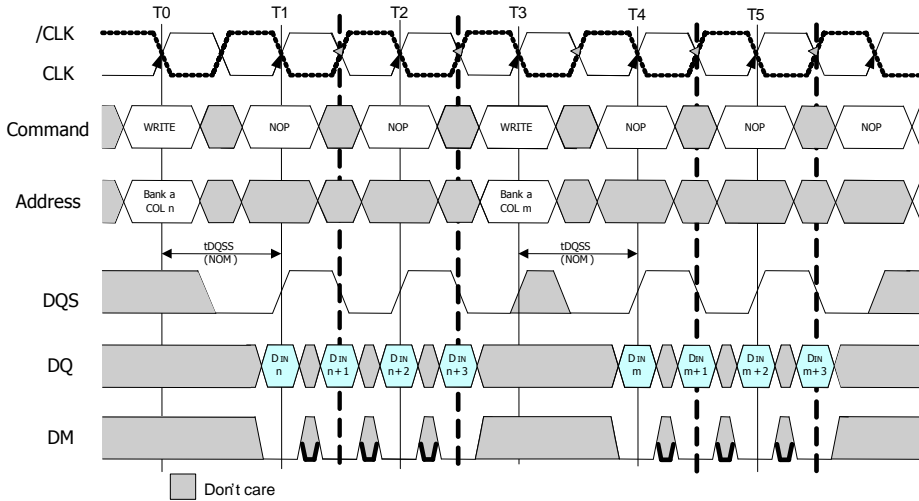 T0 T1 T2 T3 T4 T5
/CLK
CLK
Command WRITE NOP NOP WRITE NOP NOP NOP
Address Bank a COL n Bank a COL m
tDQSS (NOM) tDQSS (NOM)
DQS
DQ DIN n DIN n+1 DIN n+2 DIN n+3 DIN m DIN m+1 DIN m+2 DIN m+3
DM
Don't care